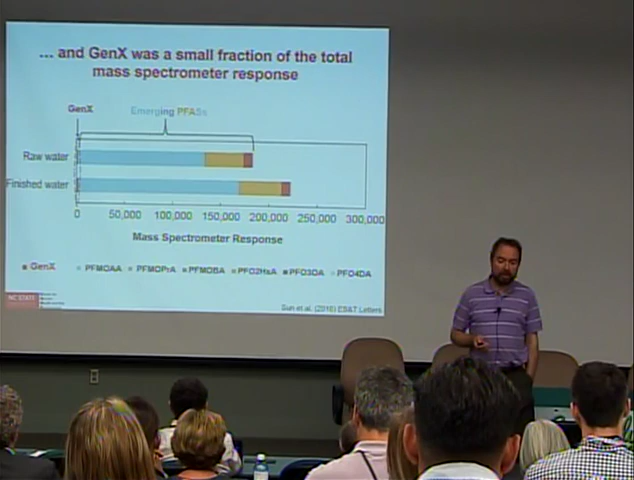 ... and GenX was a small fraction of the total
mass spectrometer response
GenX
Emerging PFASs
Raw water
Finished water
0 50,000 100,000 150,000 200,000 250,000 300,000
Mass Spectrometer Response
GenX PFMOAA PFMOPrA PFMOBA PFO2HxA PFO3OA PFO4DA
NC STATE
Sun et al. (2016) ES&T Letters